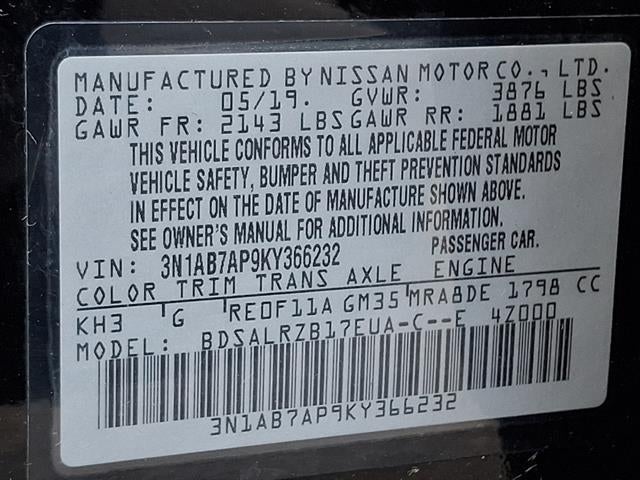 MANUFACTURED BY NISSAN MOTOR CO., LTD.
DATE: 05/19. GVWR: 3876 LBS
GAWR FR: 2143 LBS GAWR RR: 1881 LBS
THIS VEHICLE CONFORMS TO ALL APPLICABLE FEDERAL MOTOR
VEHICLE SAFETY, BUMPER AND THEFT PREVENTION STANDARDS
IN EFFECT ON THE DATE OF MANUFACTURE SHOWN ABOVE.
SEE OWNER'S MANUAL FOR ADDITIONAL INFORMATION.
VIN: 3N1AB7AP9KY366232 PASSENGER CAR.
COLOR TRIM TRANS AXLE ENGINE
KH3 G RE0F11A GM35 MRA8DE 1798 CC
MODEL: BDSALRZB17EUA-C--E 4Z000
3N1AB7AP9KY366232